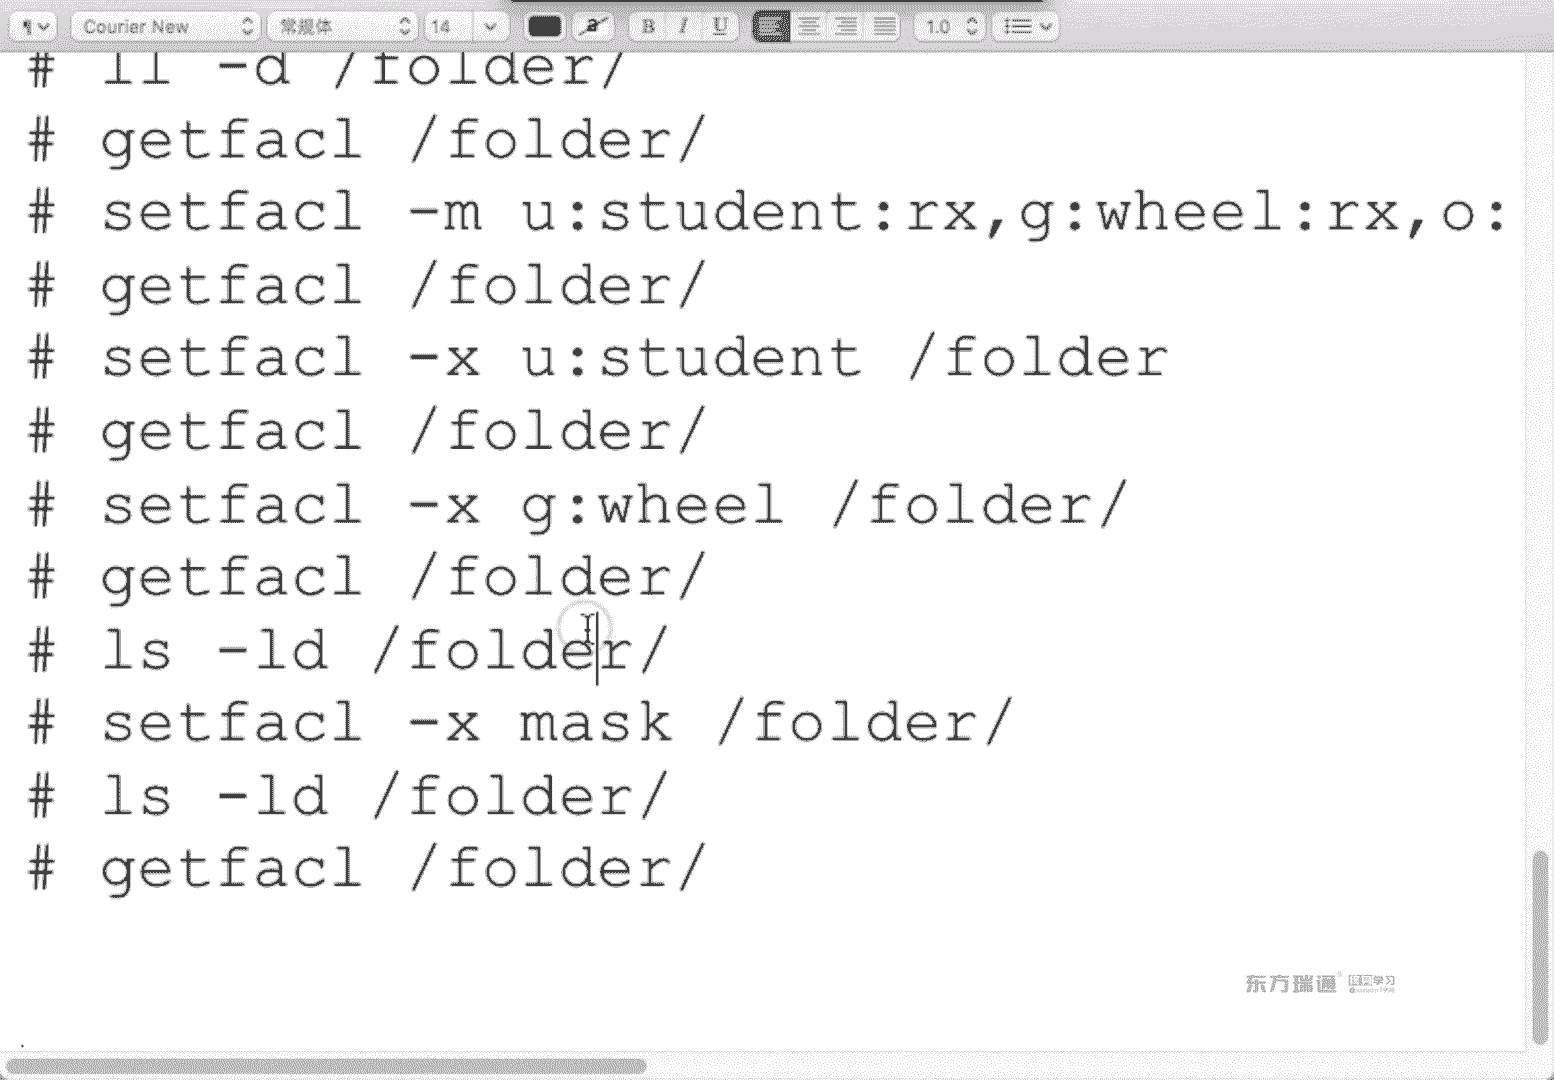 ¶ Courier New 常规体 14 a B I U 1.0
# ll -d /folder/
# getfacl /folder/
# setfacl -m u:student:rx,g:wheel:rx,o:
# getfacl /folder/
# setfacl -x u:student /folder
# getfacl /folder/
# setfacl -x g:wheel /folder/
# getfacl /folder/
# ls -ld /folder/
# setfacl -x mask /folder/
# ls -ld /folder/
# getfacl /folder/
东方瑞通® 学习